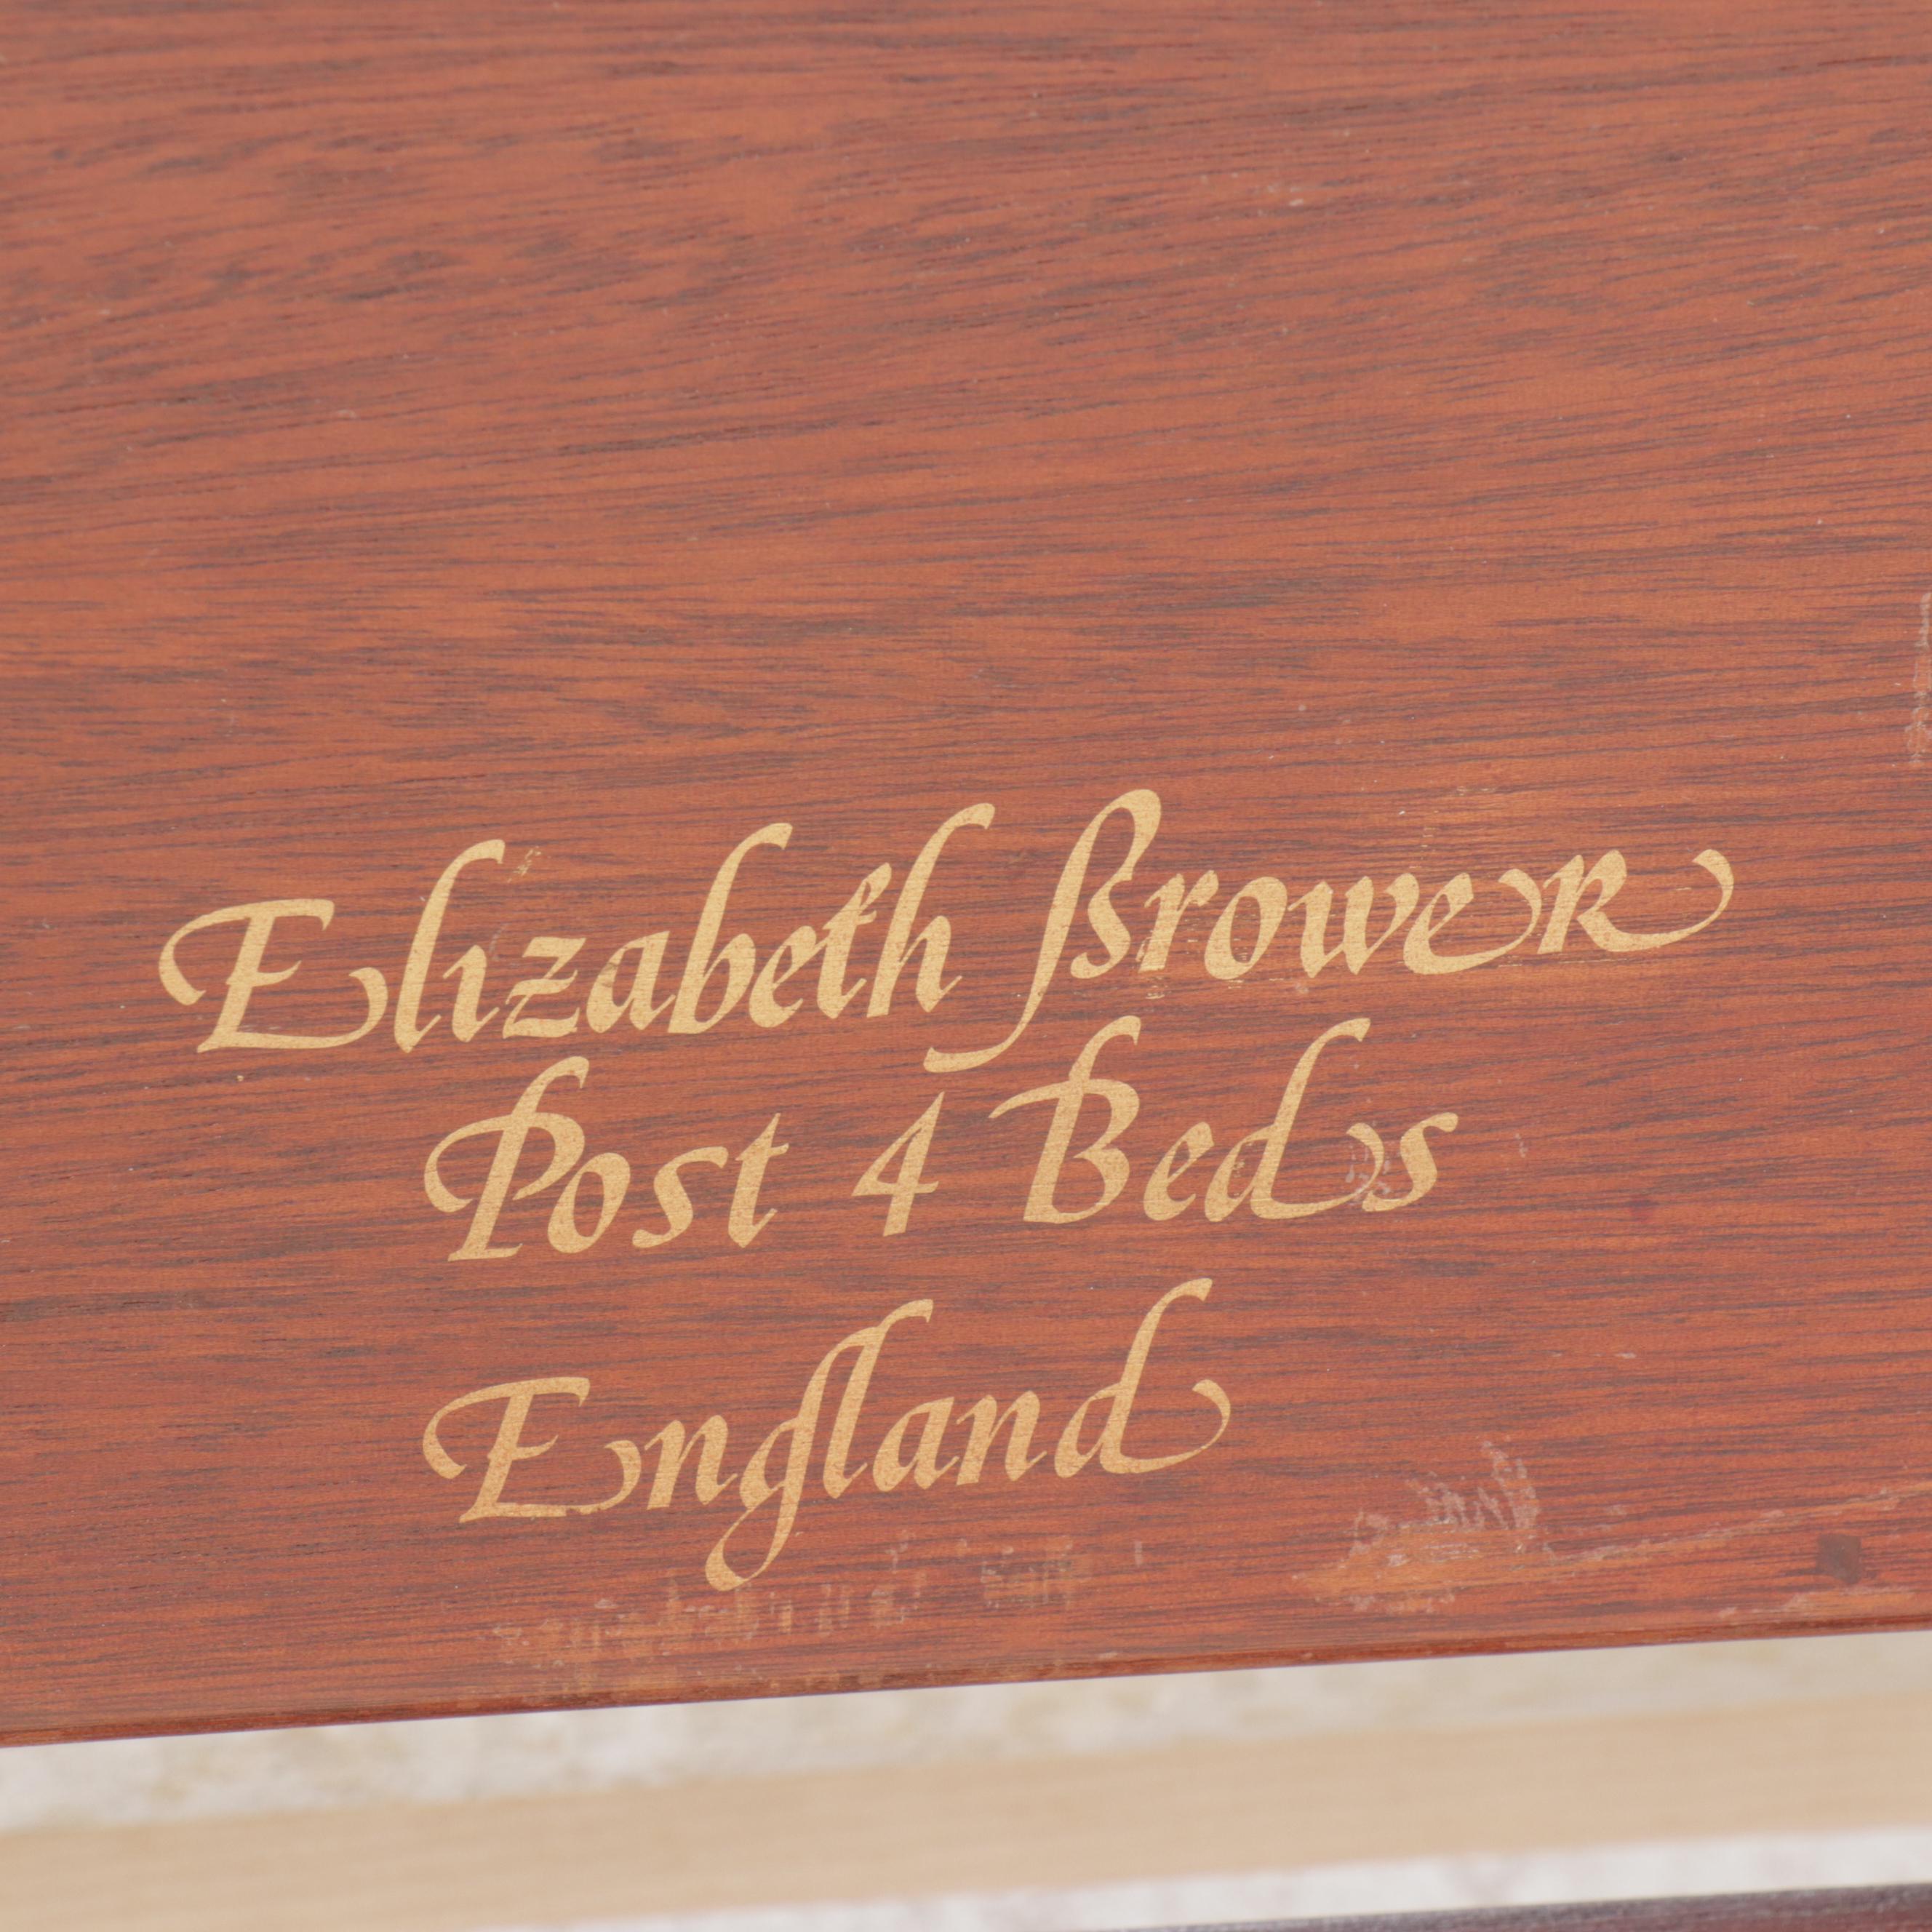 Elizabeth Brower
Post 4 Beds
England